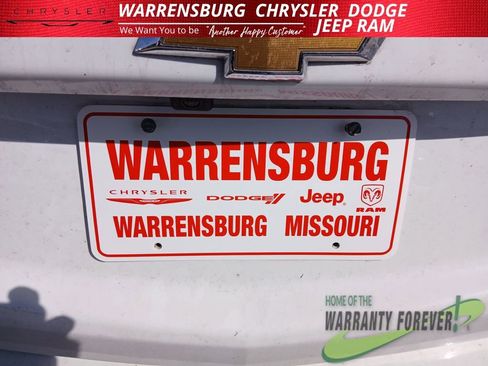 CHRYSLER
WARRENSBURG CHRYSLER DODGE
JEEP RAM
We Want You to be "Another Happy Customer"
WARRENSBURG
CHRYSLER DODGE Jeep RAM
WARRENSBURG MISSOURI
HOME OF THE
WARRANTY FOREVER!